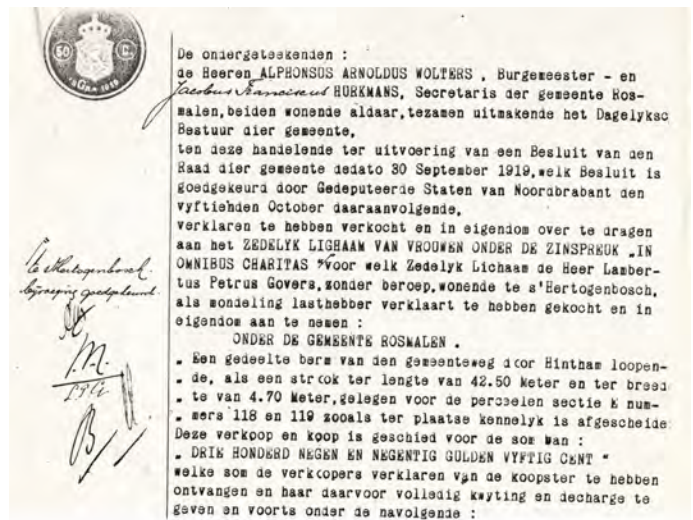 50 C.
De ondergeteekenden :
de Heeren ALPHONSUS ARNOLDUS WOLTERS , Burgemeester - en
Jacobus Franciscus HURKMANS, Secretaris der gemeente Ros-
malen,beiden wonende aldaar,tezamen uitmakende het Dagelyksc
Bestuur dier gemeente,
ten deze handelende ter uitvoering van een Besluit van den
Raad dier gemeente dedato 30 September 1919,welk Besluit is
goedgekeurd door Gedeputeerde Staten van Noordbrabant den
vyftienden October daaraanvolgende,
verklaren te hebben verkocht en in eigendom over te dragen
aan het ZEDELYK LIGHAAM VAN VROUWEN ONDER DE ZINSPREUK „IN
OMNIBUS CHARITAS " voor welk Zedelyk Lichaam de Heer Lamber-
tus Petrus Govers,zonder beroep,wonende te s'Hertogenbosch,
als mondeling lasthebber verklaart te hebben gekocht en in
eigendom aan te nemen :
ONDER DE GEMEENTE ROSMALEN .
„ Een gedeelte berm van den gemeenteweg door Hintham loopen-
„ de, als een strook ter lengte van 42.50 Meter en ter breed
„ te van 4.70 Meter,gelegen voor de perceelen sectie K num-
„ mers 118 en 119 zooals ter plaatse kennelyk is afgescheide
Deze verkoop en koop is geschied voor de som van :
„ DRIE HONDERD NEGEN EN NEGENTIG GULDEN VYFTIG CENT "
welke som de verkopers verklaren van de koopster te hebben
ontvangen en haar daarvoor volledig kwyting en decharge te
geven en voorts onder de navolgende :
te sHertogenbosch.
bijvoeging goedgekeurd.